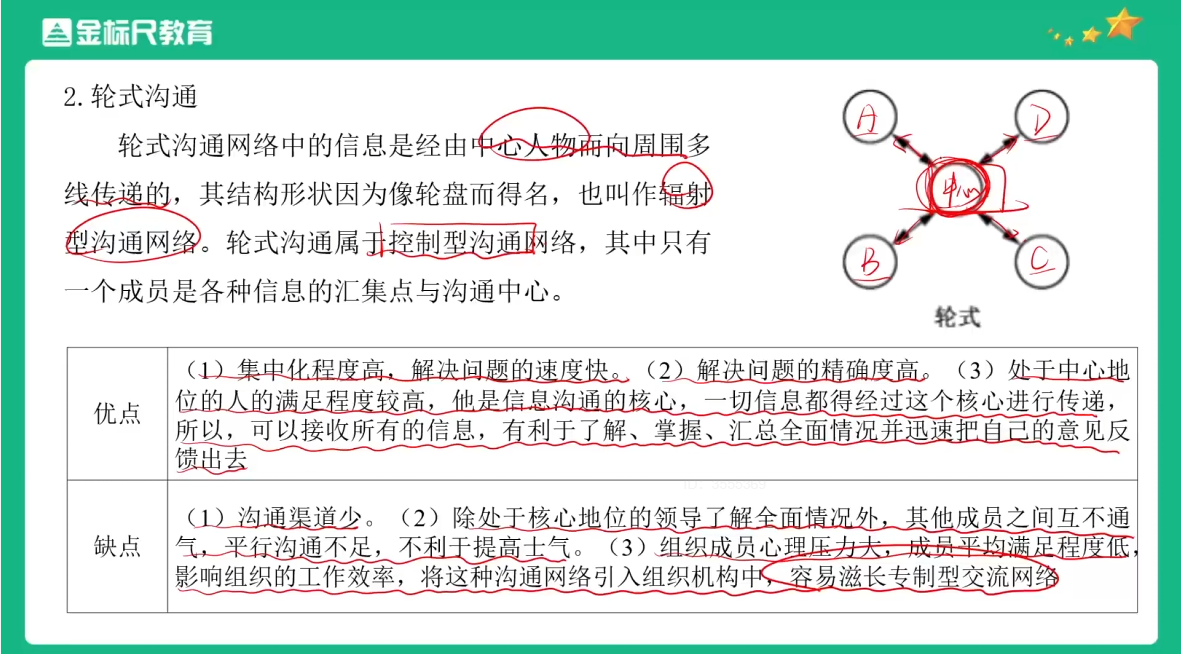 金标尺教育
2. 轮式沟通
轮式沟通网络中的信息是经由中心人物而向周围多
线传递的，其结构形状因为像轮盘而得名，也叫作辐射
型沟通网络。轮式沟通属于控制型沟通网络，其中只有
一个成员是各种信息的汇集点与沟通中心。
A
D
中心
B
C
轮式
优点
（1）集中化程度高，解决问题的速度快。（2）解决问题的精确度高。（3）处于中心地
位的人的满足程度较高，他是信息沟通的核心，一切信息都得经过这个核心进行传递，
所以，可以接收所有的信息，有利于了解、掌握、汇总全面情况并迅速把自己的意见反
馈出去
缺点
（1）沟通渠道少。（2）除处于核心地位的领导了解全面情况外，其他成员之间互不通
气，平行沟通不足，不利于提高士气。（3）组织成员心理压力大，成员平均满足程度低，
影响组织的工作效率，将这种沟通网络引入组织机构中，容易滋长专制型交流网络